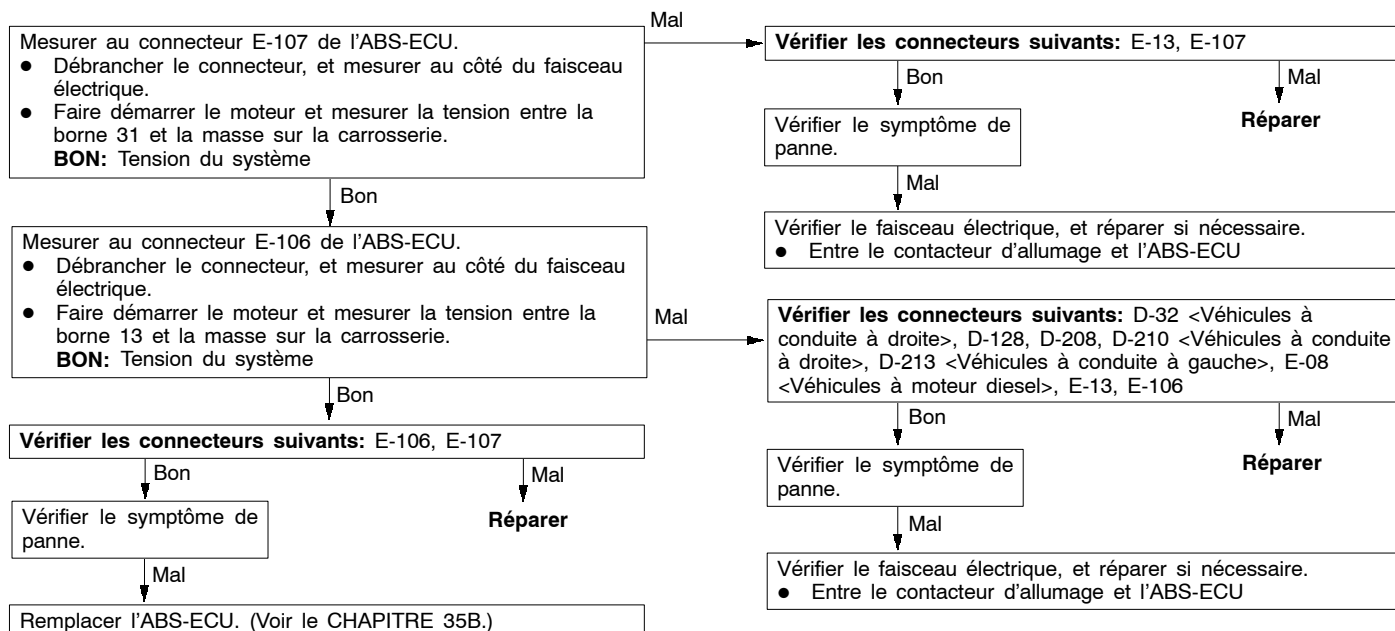 Mesurer au connecteur E-107 de l'ABS-ECU.
● Débrancher le connecteur, et mesurer au côté du faisceau
électrique.
● Faire démarrer le moteur et mesurer la tension entre la
borne 31 et la masse sur la carrosserie.
BON: Tension du système
Mal
Vérifier les connecteurs suivants: E-13, E-107
Bon
Mal
Vérifier le symptôme de
panne.
Réparer
Mal
Vérifier le faisceau électrique, et réparer si nécessaire.
● Entre le contacteur d'allumage et l'ABS-ECU
Bon
Mesurer au connecteur E-106 de l'ABS-ECU.
● Débrancher le connecteur, et mesurer au côté du faisceau
électrique.
● Faire démarrer le moteur et mesurer la tension entre la
borne 13 et la masse sur la carrosserie.
BON: Tension du système
Mal
Vérifier les connecteurs suivants: D-32 <Véhicules à
conduite à droite>, D-128, D-208, D-210 <Véhicules à conduite
à droite>, D-213 <Véhicules à conduite à gauche>, E-08
<Véhicules à moteur diesel>, E-13, E-106
Bon
Mal
Vérifier le symptôme de
panne.
Réparer
Mal
Vérifier le faisceau électrique, et réparer si nécessaire.
● Entre le contacteur d'allumage et l'ABS-ECU
Bon
Vérifier les connecteurs suivants: E-106, E-107
Bon
Mal
Vérifier le symptôme de
panne.
Réparer
Mal
Remplacer l'ABS-ECU. (Voir le CHAPITRE 35B.)